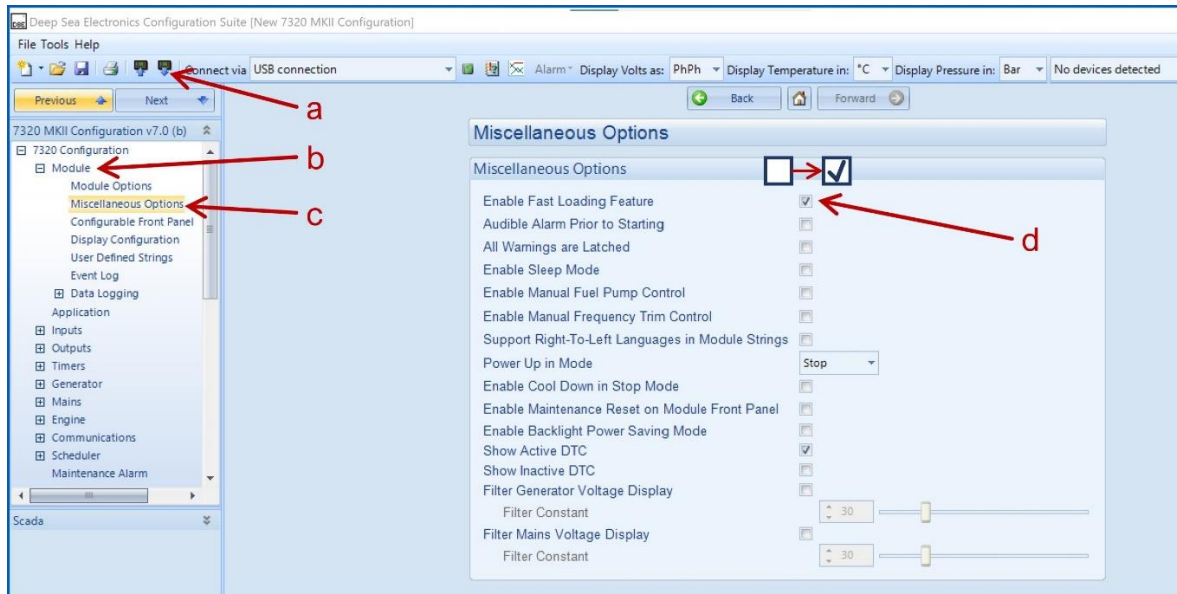 DSE Deep Sea Electronics Configuration Suite [New 7320 MKII Configuration]
File Tools Help
Connect via USB connection Alarm Display Volts as: PhPh Display Temperature in: °C Display Pressure in: Bar No devices detected
a
Previous Next
Back Forward
7320 MKII Configuration v7.0 (b)
7320 Configuration
Module
b
Module Options
Miscellaneous Options
c
Configurable Front Panel
Display Configuration
User Defined Strings
Event Log
Data Logging
Application
Inputs
Outputs
Timers
Generator
Mains
Engine
Communications
Scheduler
Maintenance Alarm
Scada
Miscellaneous Options
Miscellaneous Options
Enable Fast Loading Feature
d
Audible Alarm Prior to Starting
All Warnings are Latched
Enable Sleep Mode
Enable Manual Fuel Pump Control
Enable Manual Frequency Trim Control
Support Right-To-Left Languages in Module Strings
Power Up in Mode Stop
Enable Cool Down in Stop Mode
Enable Maintenance Reset on Module Front Panel
Enable Backlight Power Saving Mode
Show Active DTC
Show Inactive DTC
Filter Generator Voltage Display
Filter Constant 30
Filter Mains Voltage Display
Filter Constant 30